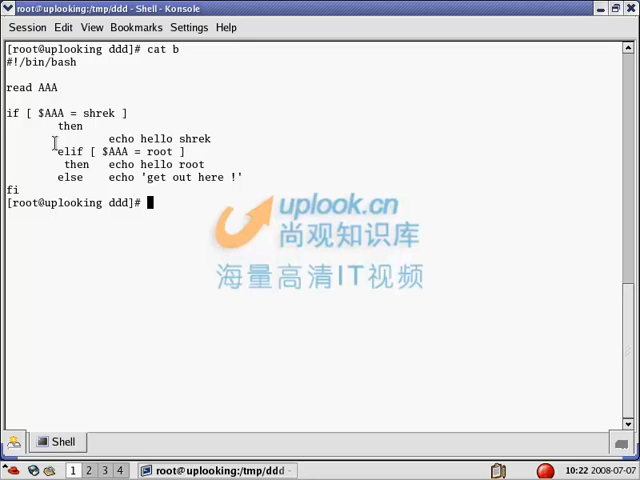 root@uplooking:/tmp/ddd - Shell - Konsole
Session Edit View Bookmarks Settings Help
[root@uplooking ddd]# cat b
#!/bin/bash
read AAA
if [ $AAA = shrek ]
then
echo hello shrek
elif [ $AAA = root ]
then echo hello root
else echo 'get out here !'
fi
[root@uplooking ddd]#
uplook.cn
尚观知识库
海量高清IT视频
Shell
1 2 3 4 root@uplooking:/tmp/ddd - 10:22 2008-07-07